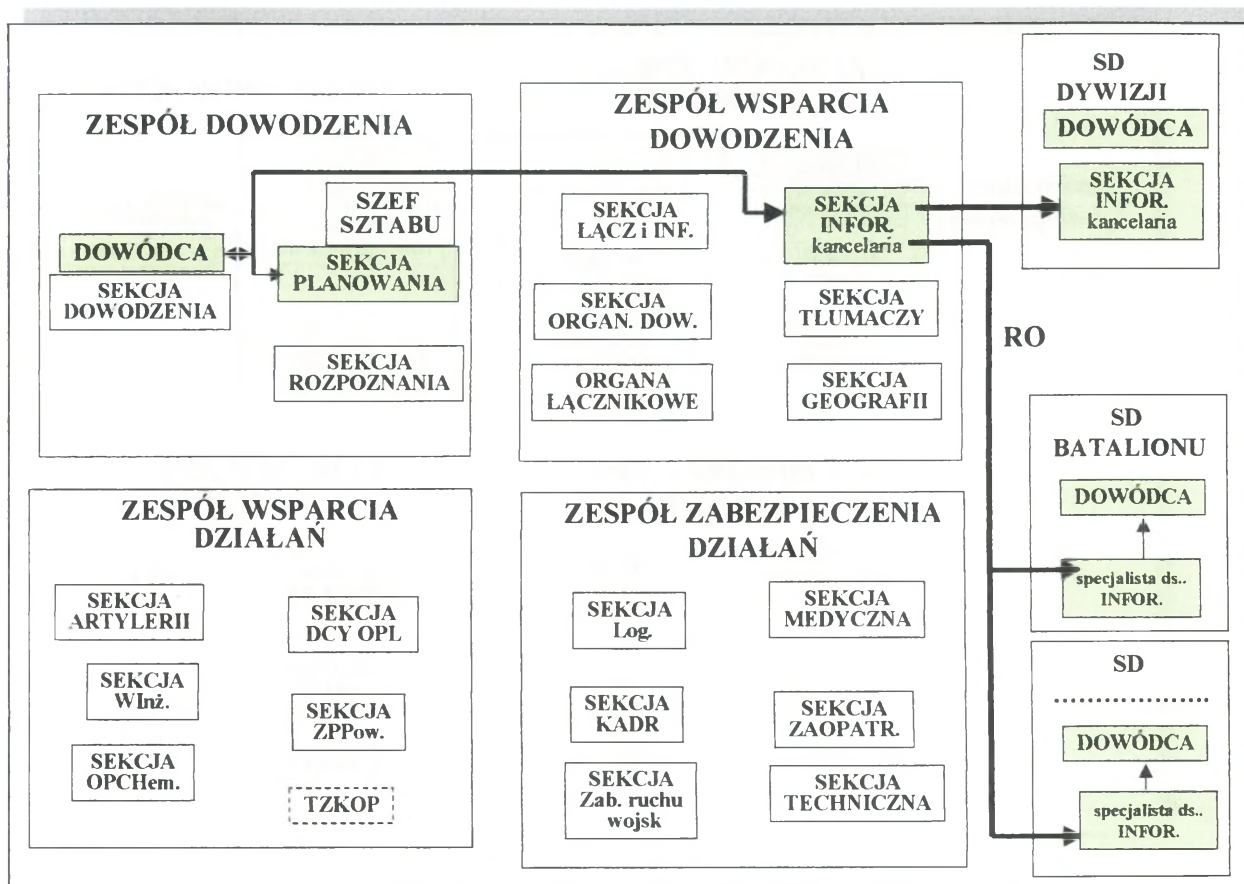 ZESPÓŁ DOWODZENIA
SZEF
SZTABU
DOWÓDCA
SEKCJA
DOWODZENIA
SEKCJA
PLANOWANIA
SEKCJA
ROZPOZNANIA
ZESPÓŁ WSPARCIA
DOWODZENIA
SEKCJA
ŁĄCZ i INF.
SEKCJA
INFOR.
kancelaria
SEKCJA
ORGAN. DOW.
SEKCJA
TŁUMACZY
ORGANA
ŁĄCZNIKOWE
SEKCJA
GEOGRAFII
SD
DYWIZJI
DOWÓDCA
SEKCJA
INFOR.
kancelaria
RO
ZESPÓŁ WSPARCIA
DZIAŁAŃ
SEKCJA
ARTYLERII
SEKCJA
DCY OPL
SEKCJA
WInż.
SEKCJA
ZPPow.
SEKCJA
OPCHem.
TZKOP
ZESPÓŁ ZABEZPIECZENIA
DZIAŁAŃ
SEKCJA
Log.
SEKCJA
MEDYCZNA
SEKCJA
KADR
SEKCJA
ZAOPATR.
SEKCJA
Zab. ruchu
wojsk
SEKCJA
TECHNICZNA
SD
BATALIONU
DOWÓDCA
specjalista ds..
INFOR.
SD
....................
DOWÓDCA
specjalista ds..
INFOR.